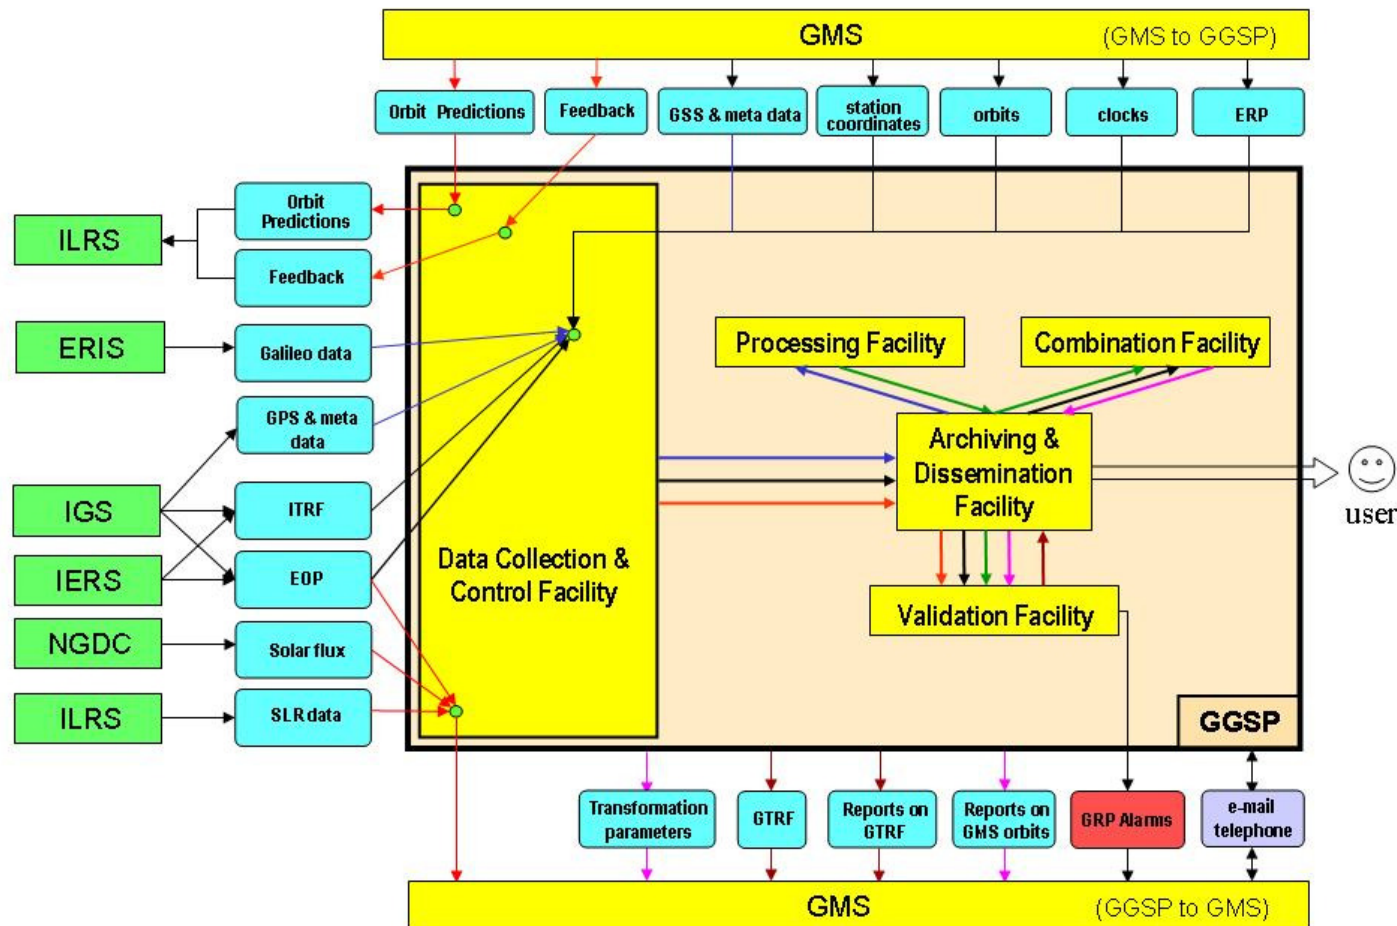 GMS
(GMS to GGSP)
Orbit Predictions
Feedback
GSS & meta data
station
coordinates
orbits
clocks
ERP
ILRS
Orbit
Predictions
Feedback
ERIS
Galileo data
GPS & meta
data
IGS
ITRF
IERS
EOP
NGDC
Solar flux
ILRS
SLR data
Data Collection &
Control Facility
Processing Facility
Combination Facility
Archiving &
Dissemination
Facility
Validation Facility
user
GGSP
Transformation
parameters
GTRF
Reports on
GTRF
Reports on
GMS orbits
GRP Alarms
e-mail
telephone
GMS
(GGSP to GMS)